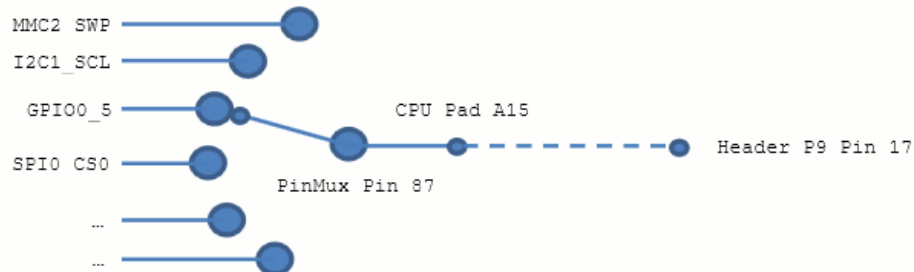 MMC2 SWP
I2C1_SCL
GPIO0_5
CPU Pad A15
Header P9 Pin 17
SPI0 CS0
PinMux Pin 87
…
…